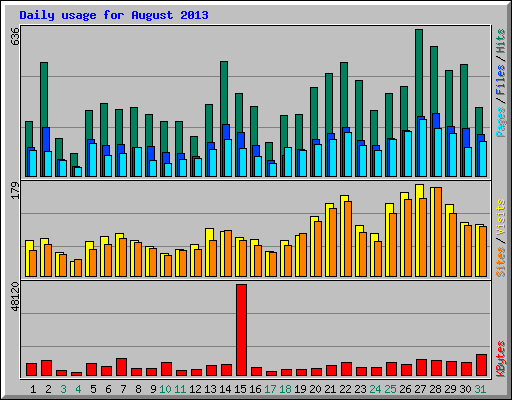 Daily usage for August 2013
636
Pages / Files / Hits
179
Sites / Visits
48120
KBytes
1 2 3 4 5 6 7 8 9 10 11 12 13 14 15 16 17 18 19 20 21 22 23 24 25 26 27 28 29 30 31